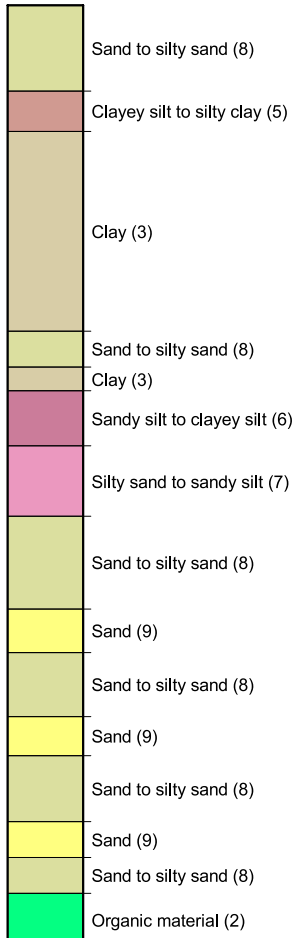 Sand to silty sand (8)
Clayey silt to silty clay (5)
Clay (3)
Sand to silty sand (8)
Clay (3)
Sandy silt to clayey silt (6)
Silty sand to sandy silt (7)
Sand to silty sand (8)
Sand (9)
Sand to silty sand (8)
Sand (9)
Sand to silty sand (8)
Sand (9)
Sand to silty sand (8)
Organic material (2)